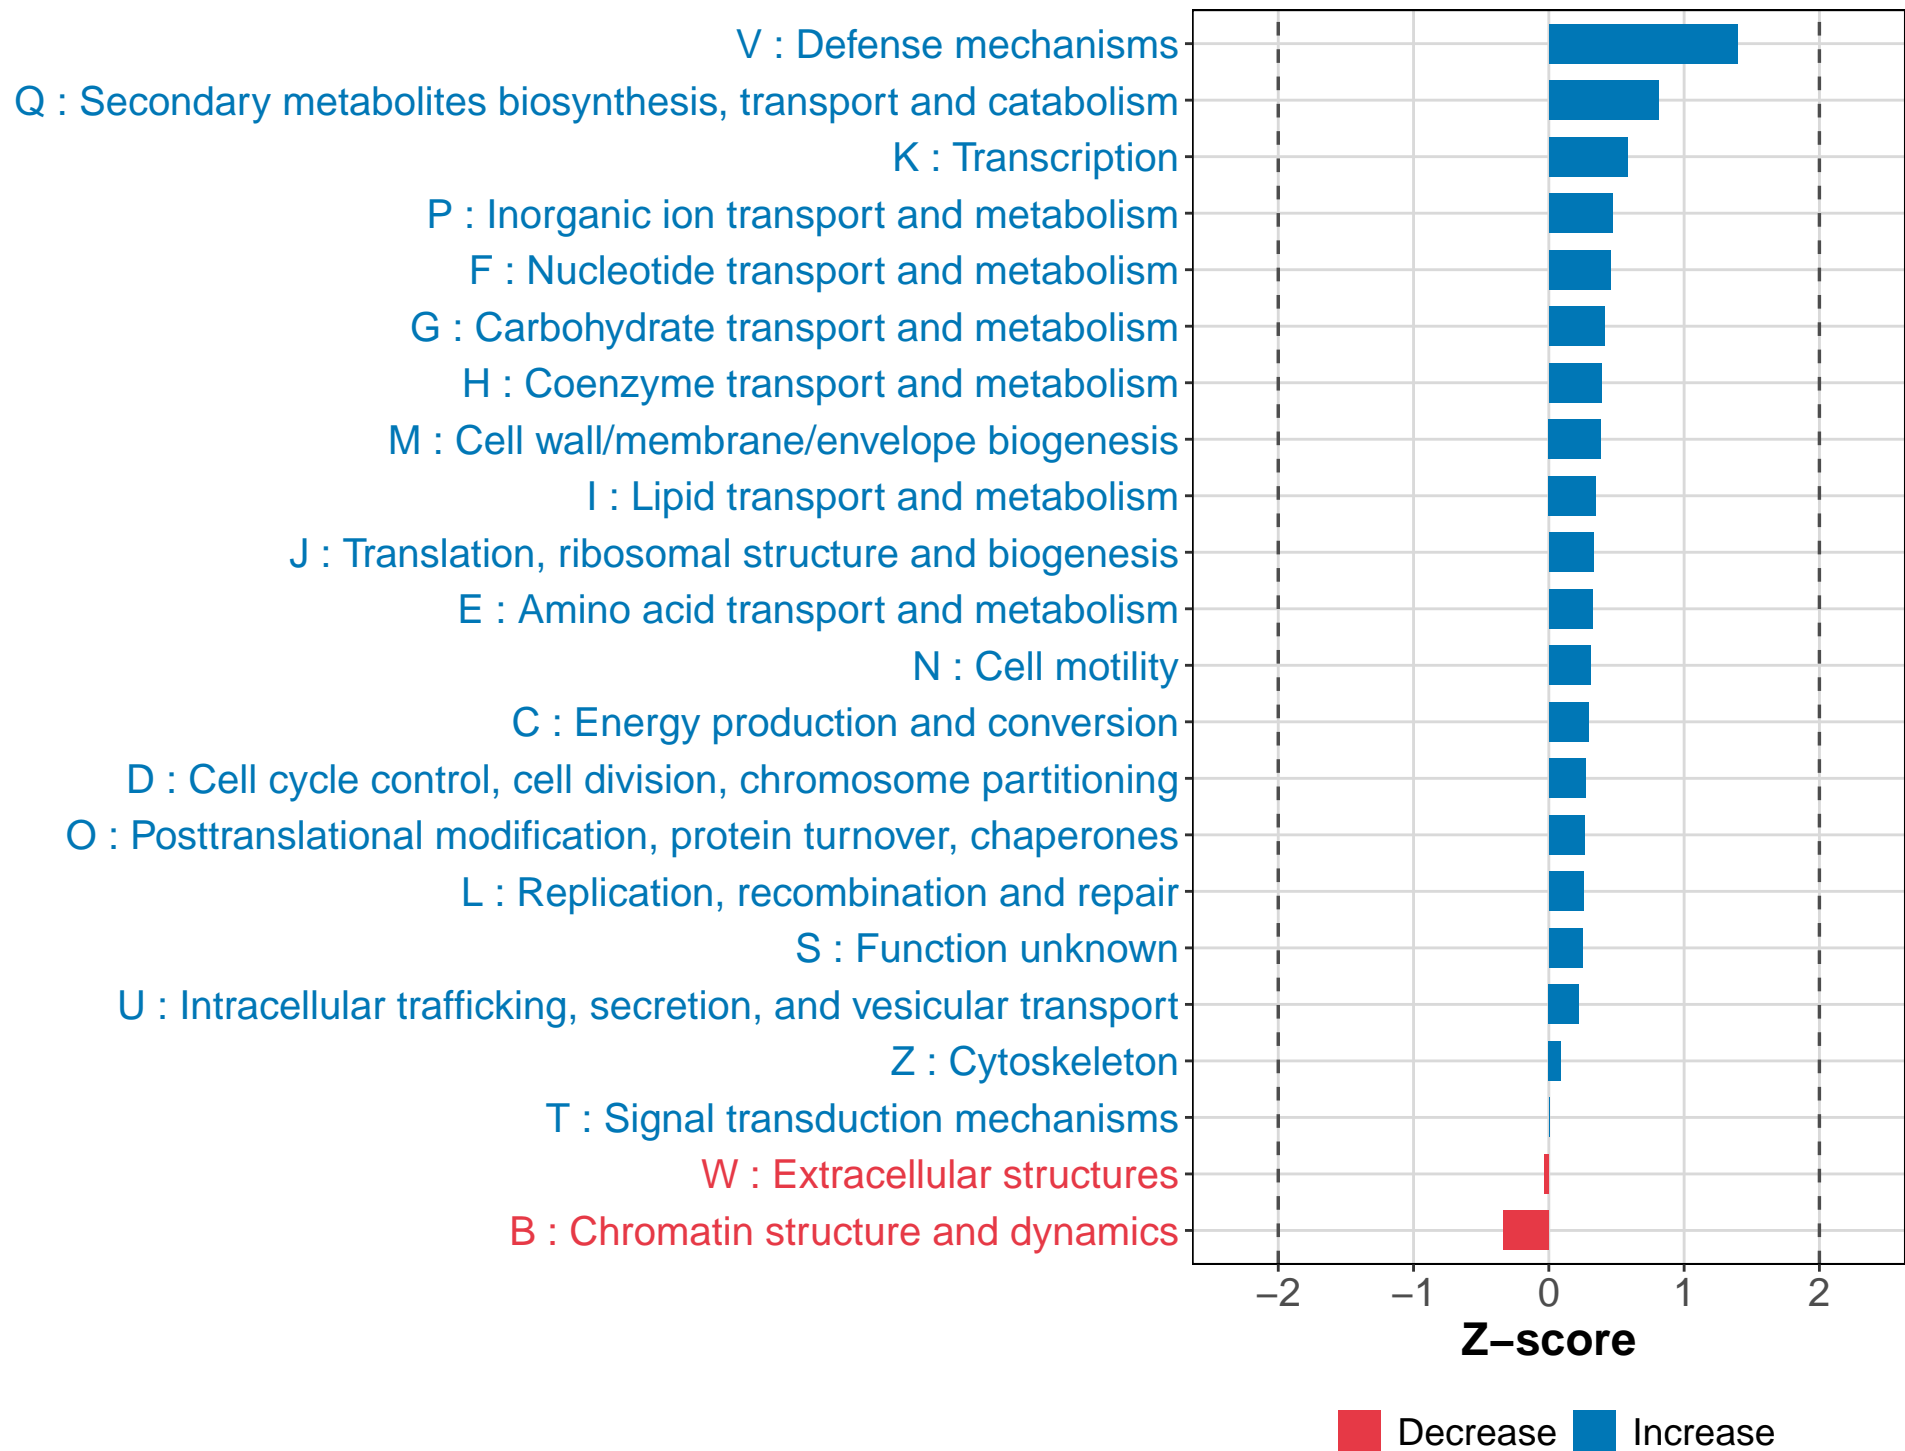 V : Defense mechanisms
Q : Secondary metabolites biosynthesis, transport and catabolism
K : Transcription
P : Inorganic ion transport and metabolism
F : Nucleotide transport and metabolism
G : Carbohydrate transport and metabolism
H : Coenzyme transport and metabolism
M : Cell wall/membrane/envelope biogenesis
I : Lipid transport and metabolism
J : Translation, ribosomal structure and biogenesis
E : Amino acid transport and metabolism
N : Cell motility
C : Energy production and conversion
D : Cell cycle control, cell division, chromosome partitioning
O : Posttranslational modification, protein turnover, chaperones
L : Replication, recombination and repair
S : Function unknown
U : Intracellular trafficking, secretion, and vesicular transport
Z : Cytoskeleton
T : Signal transduction mechanisms
W : Extracellular structures
B : Chromatin structure and dynamics
−2 −1 0 1 2
Z−score
Decrease Increase